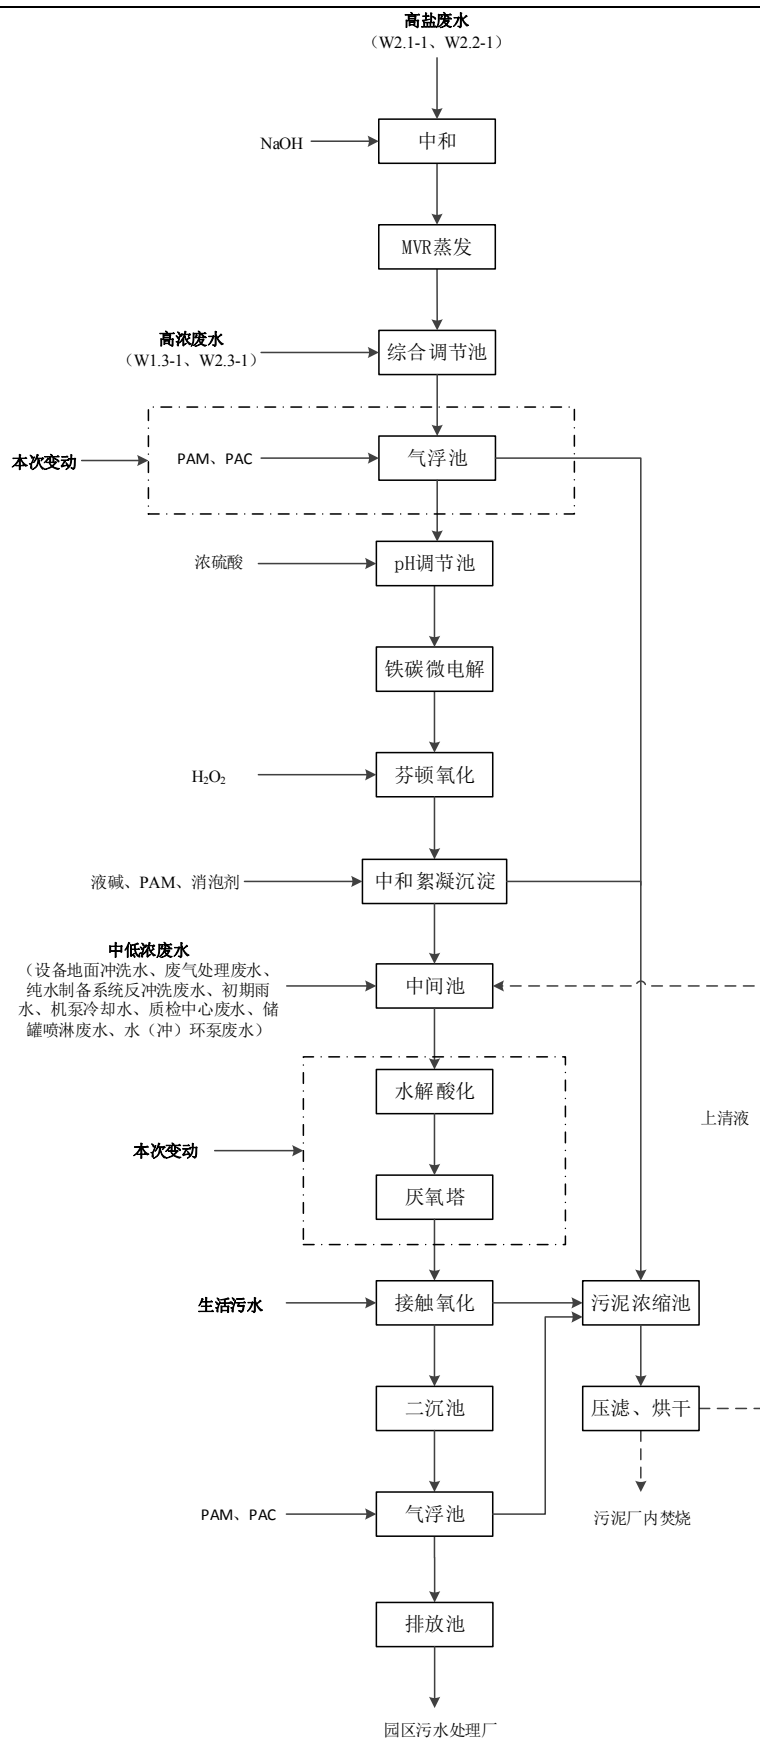 高盐废水
（W2.1-1、W2.2-1）
NaOH
中和
MVR蒸发
高浓废水
（W1.3-1、W2.3-1）
综合调节池
本次变动
PAM、PAC
气浮池
浓硫酸
pH调节池
铁碳微电解
H₂O₂
芬顿氧化
液碱、PAM、消泡剂
中和絮凝沉淀
中低浓废水
（设备地面冲洗水、废气处理废水、
纯水制备系统反冲洗废水、初期雨
水、机泵冷却水、质检中心废水、储
罐喷淋废水、水（冲）环泵废水）
中间池
水解酸化
上清液
本次变动
厌氧塔
生活污水
接触氧化
污泥浓缩池
二沉池
压滤、烘干
PAM、PAC
气浮池
污泥厂内焚烧
排放池
园区污水处理厂